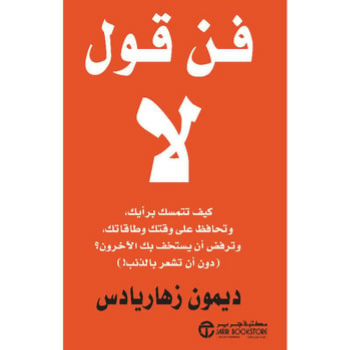 فن قول
لا
كيف تتمسك برأيك،
وتحافظ على وقتك وطاقاتك،
وترفض أن يستخف بك الآخرون؟
(دون أن تشعر بالذنب!)
ديمون زهاريادس
مكتبة جرير
JARIR BOOKSTORE